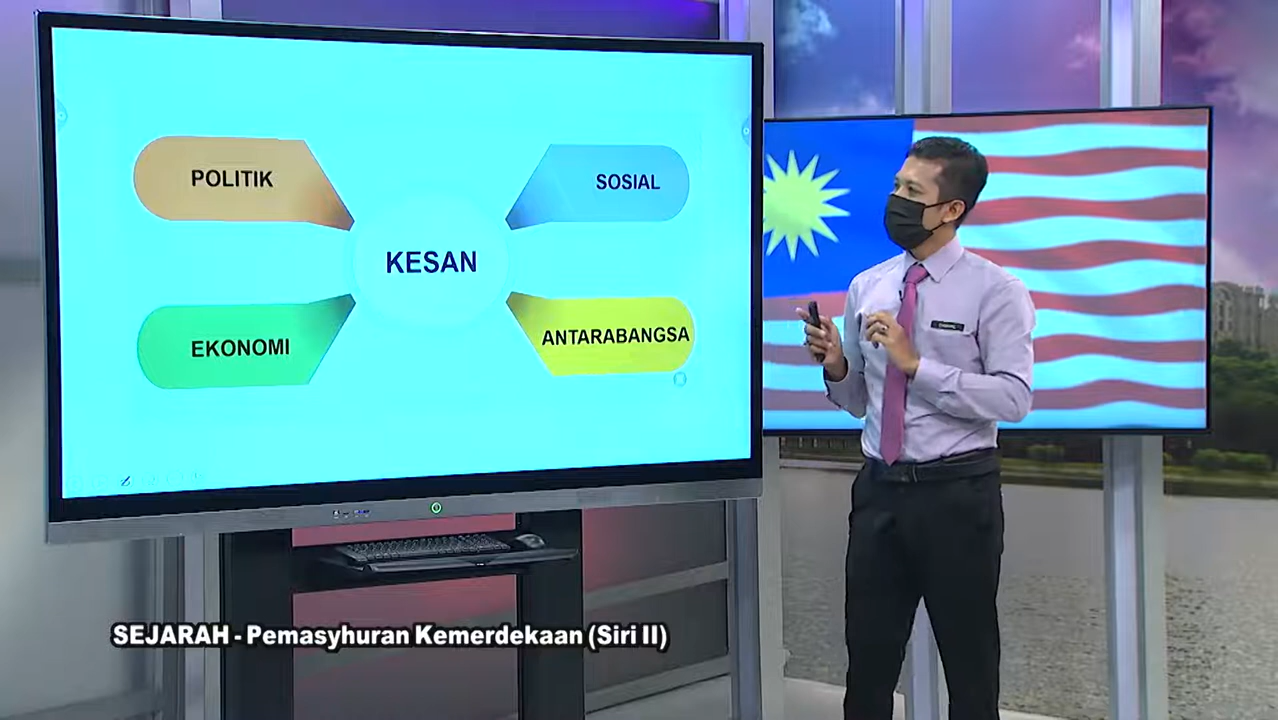 POLITIK
SOSIAL
KESAN
EKONOMI
ANTARABANGSA
SEJARAH - Pemasyhuran Kemerdekaan (Siri II)